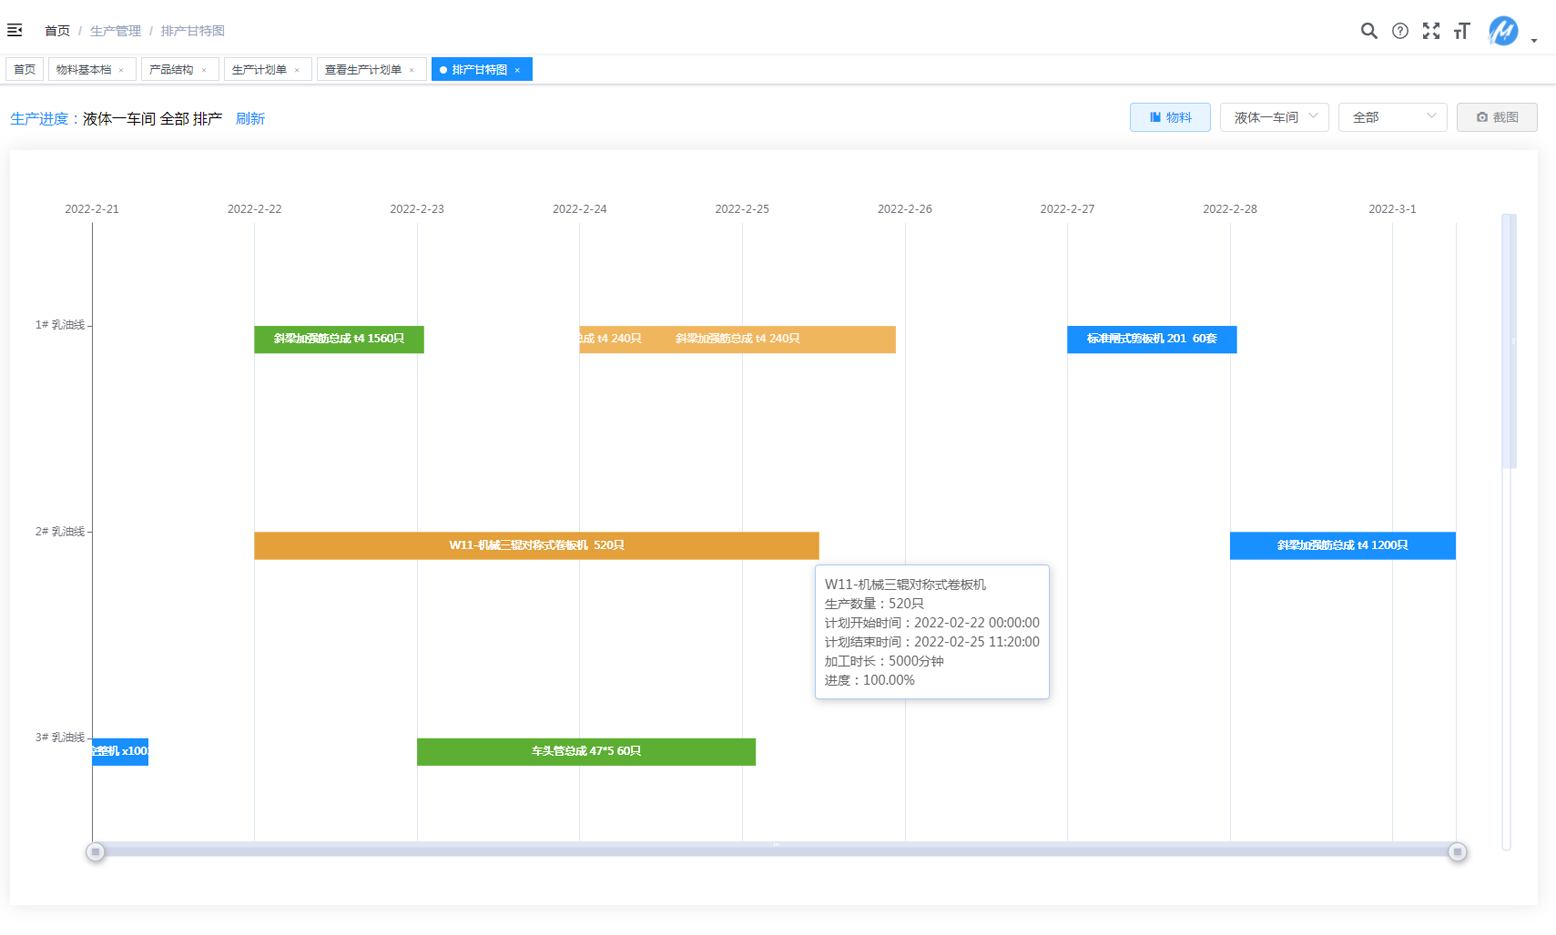 首页 / 生产管理 / 排产甘特图
首页 物料基本档 × 产品结构 × 生产计划单 × 查看生产计划单 × 排产甘特图 ×
生产进度：液体一车间 全部 排产 刷新 物料 液体一车间 全部 截图
2022-2-21 2022-2-22 2022-2-23 2022-2-24 2022-2-25 2022-2-26 2022-2-27 2022-2-28 2022-3-1
1# 乳油线 斜梁加强筋总成 t4 1560只 总成 t4 240只 斜梁加强筋总成 t4 240只 标准闸式剪板机 201 60套
2# 乳油线 W11-机械三辊对称式卷板机 520只 斜梁加强筋总成 t4 1200只
W11-机械三辊对称式卷板机
生产数量：520只
计划开始时间：2022-02-22 00:00:00
计划结束时间：2022-02-25 11:20:00
加工时长：5000分钟
进度：100.00%
3# 乳油线 整机 x100 车头管总成 47*5 60只